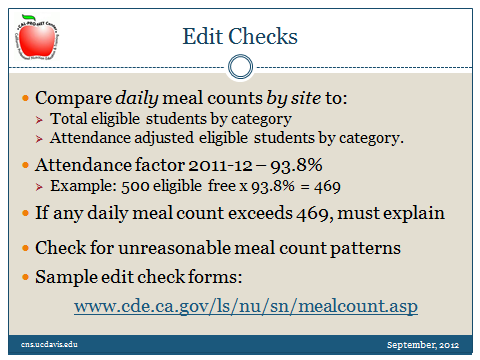 Edit Checks
Compare daily meal counts by site to:
Total eligible students by category
Attendance adjusted eligible students by category.
Attendance factor 2011-12 – 93.8%
Example: 500 eligible free x 93.8% = 469
If any daily meal count exceeds 469, must explain
Check for unreasonable meal count patterns
Sample edit check forms:
www.cde.ca.gov/ls/nu/sn/mealcount.asp
cns.ucdavis.edu
September, 2012